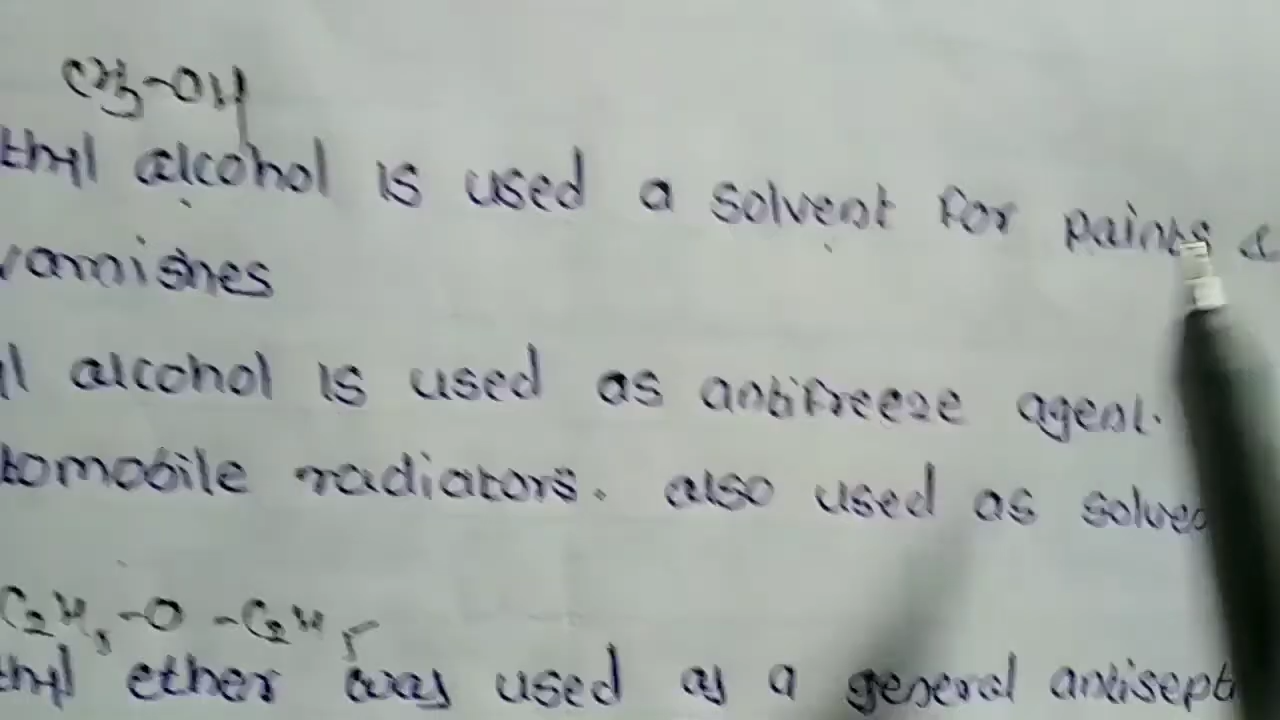 CH3-OH
thyl alcohol is used a solvent for paints &
varnishes
l alcohol is used as antifreeze agent.
tomobile radiators. also used as solve
C2H5-O-C2H5
thyl ether was used as a general antisept